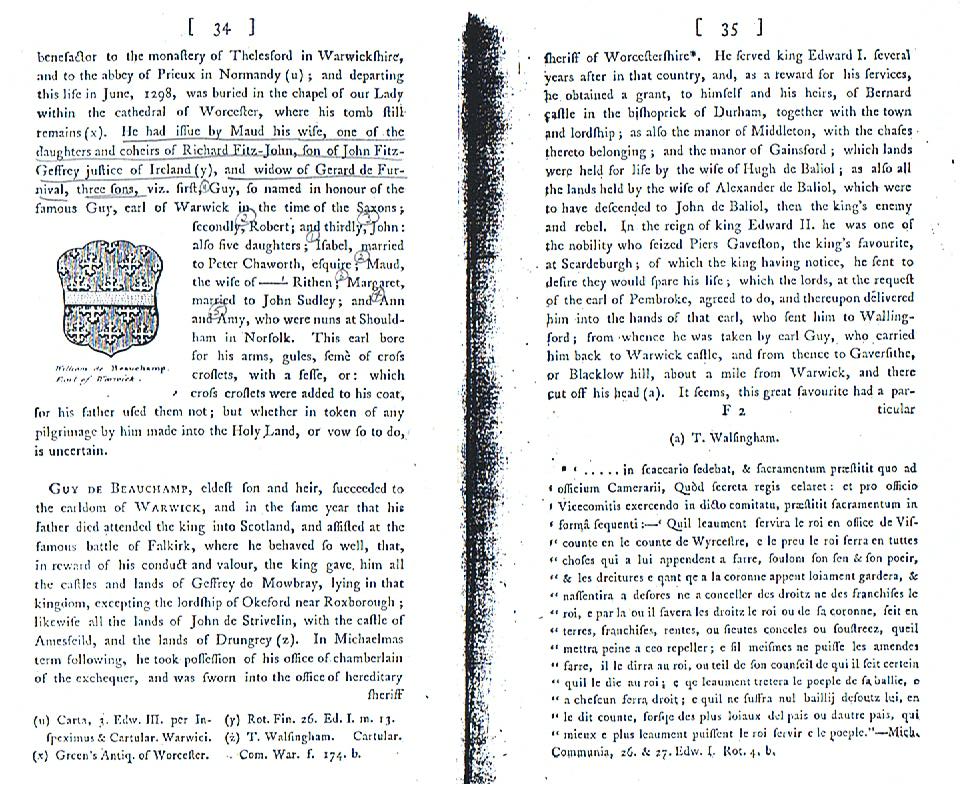 [ 34 ]
benefactor to the monaſtery of Thelesford in Warwickſhire,
and to the abbey of Prieux in Normandy (u) ; and departing
this life in June, 1298, was buried in the chapel of our Lady
within the cathedral of Worceſter, where his tomb ſtill
remains (x). He had iſſue by Maud his wife, one of the
daughters and coheirs of Richard Fitz-John, ſon of John Fitz-
Geffrey juſtice of Ireland (y), and widow of Gerard de Fur-
nival, three ſons, viz. firſt, Guy, ſo named in honour of the
famous Guy, earl of Warwick in the time of the Saxons ;
ſecondly, Robert ; and thirdly, John :
alſo five daughters ; Iſabel, married
to Peter Chaworth, eſquire ; Maud,
the wife of —— Rithen ; Margaret,
married to John Sudley ; and Ann
and Amy, who were nuns at Should-
ham in Norfolk. This earl bore
for his arms, gules, ſemè of croſs
croſlets, with a feſſe, or : which
croſs croſlets were added to his coat,
William de Beauchamp.
Earl of Warwick.
for his father uſed them not ; but whether in token of any
pilgrimage by him made into the Holy Land, or vow ſo to do,
is uncertain.
GUY DE BEAUCHAMP, eldeſt ſon and heir, ſucceeded to
the earldom of WARWICK, and in the ſame year that his
father died attended the king into Scotland, and aſſiſted at the
famous battle of Falkirk, where he behaved ſo well, that,
in reward of his conduct and valour, the king gave him all
the caſtles and lands of Geffrey de Mowbray, lying in that
kingdom, excepting the lordſhip of Okeford near Roxborough ;
likewiſe all the lands of John de Strivelin, with the caſtle of
Amesfeild, and the lands of Drungrey (z). In Michaelmas
term following, he took poſſeſſion of his office of chamberlain
of the exchequer, and was ſworn into the office of hereditary
ſheriff
(u) Carta, 3. Edw. III. per In-
ſpeximus & Cartular. Warwici.
(x) Green's Antiq. of Worceſter.
(y) Rot. Fin. 26. Ed. I. m. 13.
(z) T. Walſingham. Cartular.
Com. War. f. 174. b.
[ 35 ]
ſheriff of Worceſterſhire*. He ſerved king Edward I. ſeveral
years after in that country, and, as a reward for his ſervices,
he obtained a grant, to himſelf and his heirs, of Bernard
caſtle in the biſhoprick of Durham, together with the town
and lordſhip ; as alſo the manor of Middleton, with the chaſes
thereto belonging ; and the manor of Gainsford ; which lands
were held for life by the wife of Hugh de Baliol ; as alſo all
the lands held by the wife of Alexander de Baliol, which were
to have deſcended to John de Baliol, then the king's enemy
and rebel. In the reign of king Edward II. he was one of
the nobility who ſeized Piers Gaveſton, the king's favourite,
at Scardeburgh ; of which the king having notice, he ſent to
deſire they would ſpare his life ; which the lords, at the requeſt
of the earl of Pembroke, agreed to do, and thereupon delivered
him into the hands of that earl, who ſent him to Walling-
ford ; from whence he was taken by earl Guy, who carried
him back to Warwick caſtle, and from thence to Gaverſithe,
or Blacklow hill, about a mile from Warwick, and there
cut off his head (a). It ſeems, this great favourite had a par-
F 2 ticular
(a) T. Walſingham.
* ‘ ..... in ſcaccario ſedebat, & ſacramentum præſtitit quo ad
‘ officium Camerarii, Quòd ſecreta regis celaret : et pro officio
‘ Vicecomitis exercendo in dicto comitatu, præſtitit ſacramentum in
‘ formâ ſequenti :—‘ Quil leaument ſervira le roi en office de Viſ-
“ counte en le counte de Wyrceſtre, e le preu le roi ſerra en tuttes
“ choſes qui a lui appendent a farre, ſoulom ſon ſen & ſon poeir,
“ & les dreitures e qant qe a la coronne appent loiament gardera, &
“ naſſentira a deſores ne a conceller des droitz ne des franchiſes le
“ roi, e par la ou il ſavera les droitz le roi ou de ſa coronne, ſeit en
“ terres, franchiſes, rentes, ou ſieutes conceles ou ſouſtreez, queil
“ mettra peine a ceo repeller ; e ſil meiſmes ne puiſſe les amendes
“ farre, il le dirra au roi, ou teil de ſon counſeil de qui il ſeit certein
“ quil le die au roi ; e qe leaument tretera le poeple de ſa ballie, e
“ a cheſcun ferra droit ; e quil ne ſuffra nul baillij deſoutz lui, en
“ le dit counte, forſqe des plus loiaux del pais ou dautre pais, qui
“ mieux e plus leaument puiſſent le roi ſervir e le poeple.”—Mich.
Communia, 26. & 27. Edw. I. Rot. 4. b.